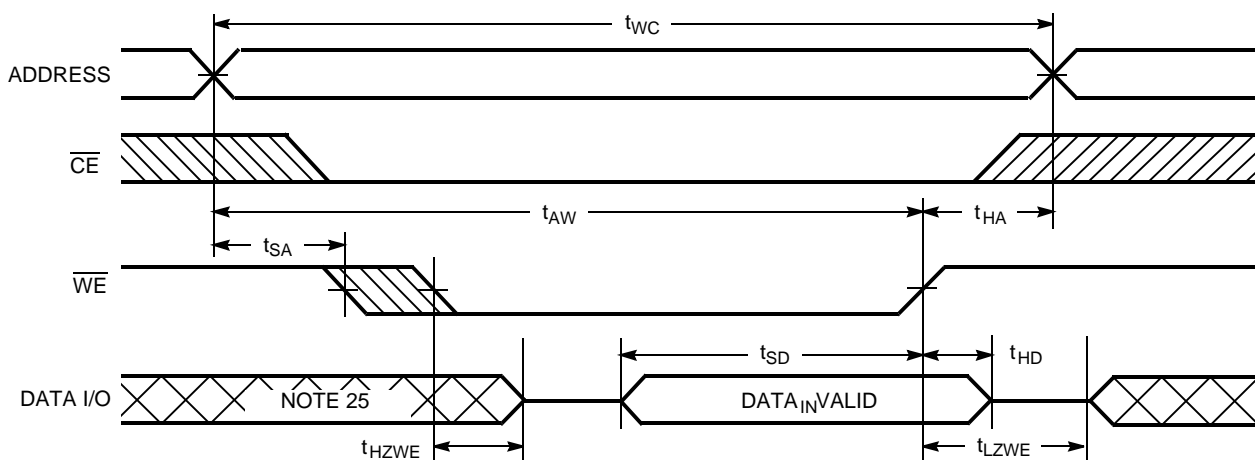 tWC
ADDRESS
CE
tAW
tHA
tSA
WE
tSD
tHD
DATA I/O
NOTE 25
DATAINVALID
tHZWE
tLZWE